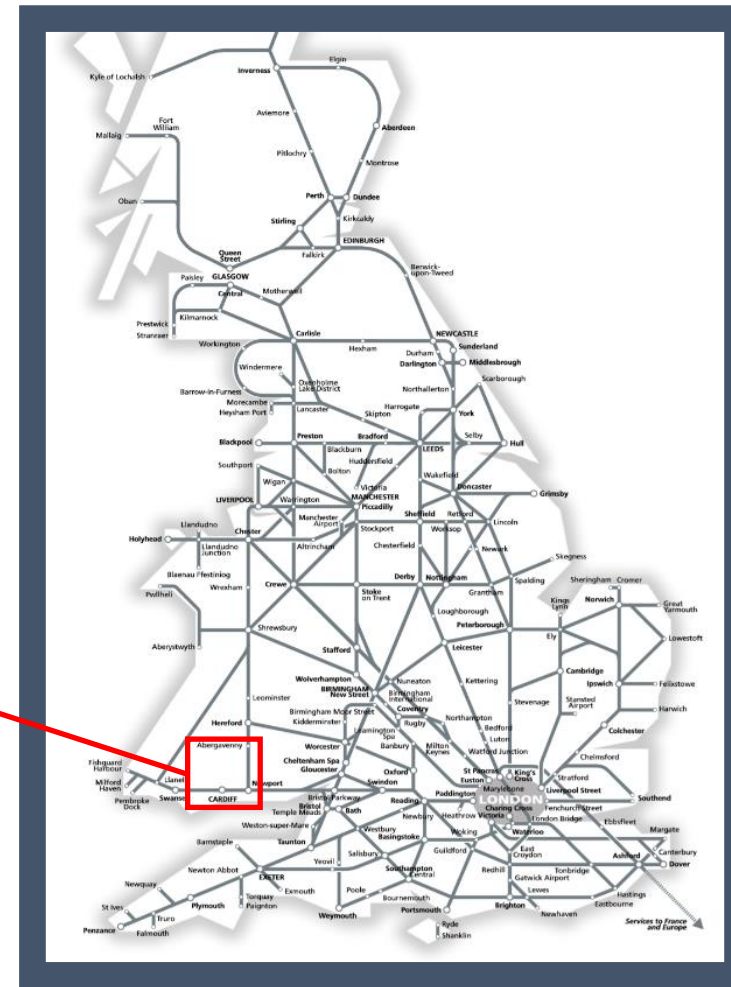 Elgin
Inverness
Kyle of Lochalsh
Aviemore
Fort
William
Aberdeen
Mallaig
Pitlochry
Montrose
Perth
Dundee
Oban
Kirkcaldy
Stirling
EDINBURGH
Queen
Street
Falkirk
Berwick-
upon-Tweed
Paisley
GLASGOW
Central
Motherwell
Kilmarnock
Prestwick
Stranraer
Carlisle
NEWCASTLE
Workington
Hexham
Sunderland
Durham
Darlington
Middlesbrough
Windermere
Oxenholme
Lake District
Scarborough
Barrow-in-Furness
Northallerton
Morecambe
Heysham Port
Lancaster
Harrogate
York
Skipton
Preston
Bradford
Selby
Blackpool
Blackburn
LEEDS
Hull
Southport
Huddersfield
Bolton
Wakefield
Wigan
Victoria
Doncaster
Grimsby
LIVERPOOL
Warrington
MANCHESTER
Piccadilly
Manchester
Airport
Sheffield
Retford
Llandudno
Stockport
Worksop
Lincoln
Holyhead
Chester
Llandudno
Junction
Altrincham
Chesterfield
Newark
Skegness
Blaenau Ffestiniog
Wrexham
Crewe
Derby
Nottingham
Spalding
Sheringham
Cromer
Pwllheli
Stoke
on Trent
Grantham
Kings
Lynn
Norwich
Great
Yarmouth
Loughborough
Shrewsbury
Peterborough
Ely
Lowestoft
Aberystwyth
Stafford
Leicester
Wolverhampton
Cambridge
BIRMINGHAM
New Street
Nuneaton
Birmingham
International
Kettering
Ipswich
Felixstowe
Leominster
Coventry
Stevenage
Stansted
Airport
Harwich
Birmingham Moor Street
Kidderminster
Rugby
Northampton
Hereford
Leamington
Spa
Bedford
Colchester
Abergavenny
Worcester
Banbury
Milton
Keynes
Luton
Watford Junction
Chelmsford
Fishguard
Harbour
Cheltenham Spa
Gloucester
Oxford
St Pancras
King's
Cross
Stratford
Milford
Haven
Llanel
Newport
Swindon
Euston
Marylebone
Liverpool Street
Swanse
CARDIFF
Bristol Parkway
Paddington
LONDON
Southend
Pembroke
Dock
Bristol
Temple Meads
Bath
Reading
Charing Cross
Fenchurch Street
Newbury
Heathrow
Victoria
London Bridge
Ebbsfleet
Weston-super-Mare
Westbury
Basingstoke
Woking
Waterloo
Margate
Barnstaple
Taunton
Salisbury
Guildford
East
Croydon
Ashford
Canterbury
Dover
Newton Abbot
Yeovil
Southampton
Central
Redhill
Tonbridge
Gatwick Airport
EXETER
Newquay
Exmouth
Poole
Lewes
Hastings
St Ives
Plymouth
Torquay
Paignton
Bournemouth
Eastbourne
Truro
Weymouth
Portsmouth
Brighton
Newhaven
Penzance
Falmouth
Ryde
Shanklin
Services to France
and Europe